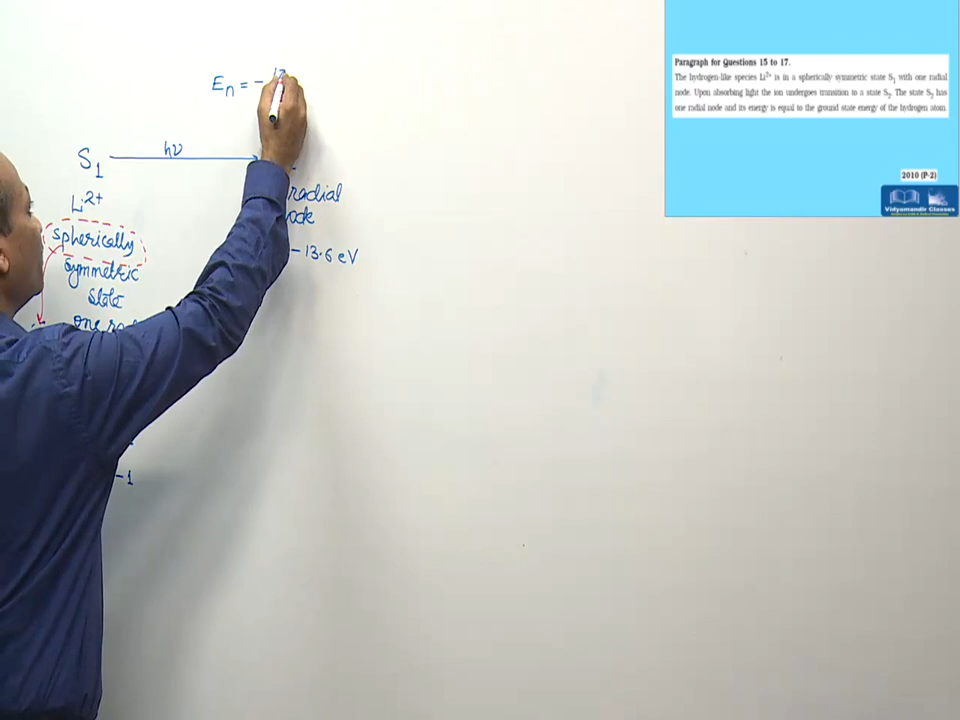 Paragraph for Questions 15 to 17.
The hydrogen-like species Li²⁺ is in a spherically symmetric state S₁ with one radial
node. Upon absorbing light the ion undergoes transition to a state S₂. The state S₂ has
one radial node and its energy is equal to the ground state energy of the hydrogen atom.
2010 (P-2)
Vidyamandir Classes
Eₙ = −
S₁ hν
Li²⁺ radial
spherically
symmetric − 13.6 eV
state
one
−1